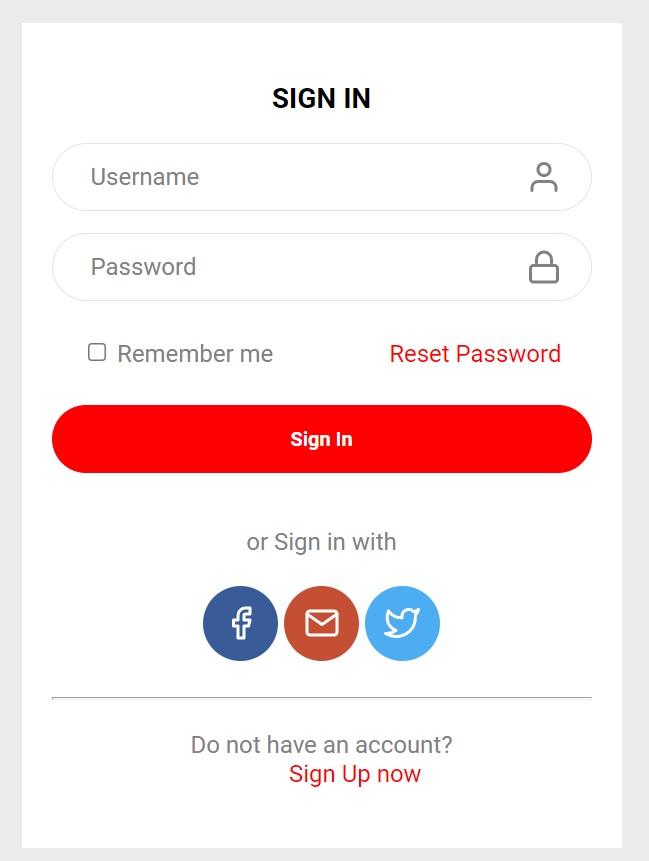 SIGN IN
Username
Password
Remember me Reset Password
Sign In
or Sign in with
Do not have an account?
Sign Up now